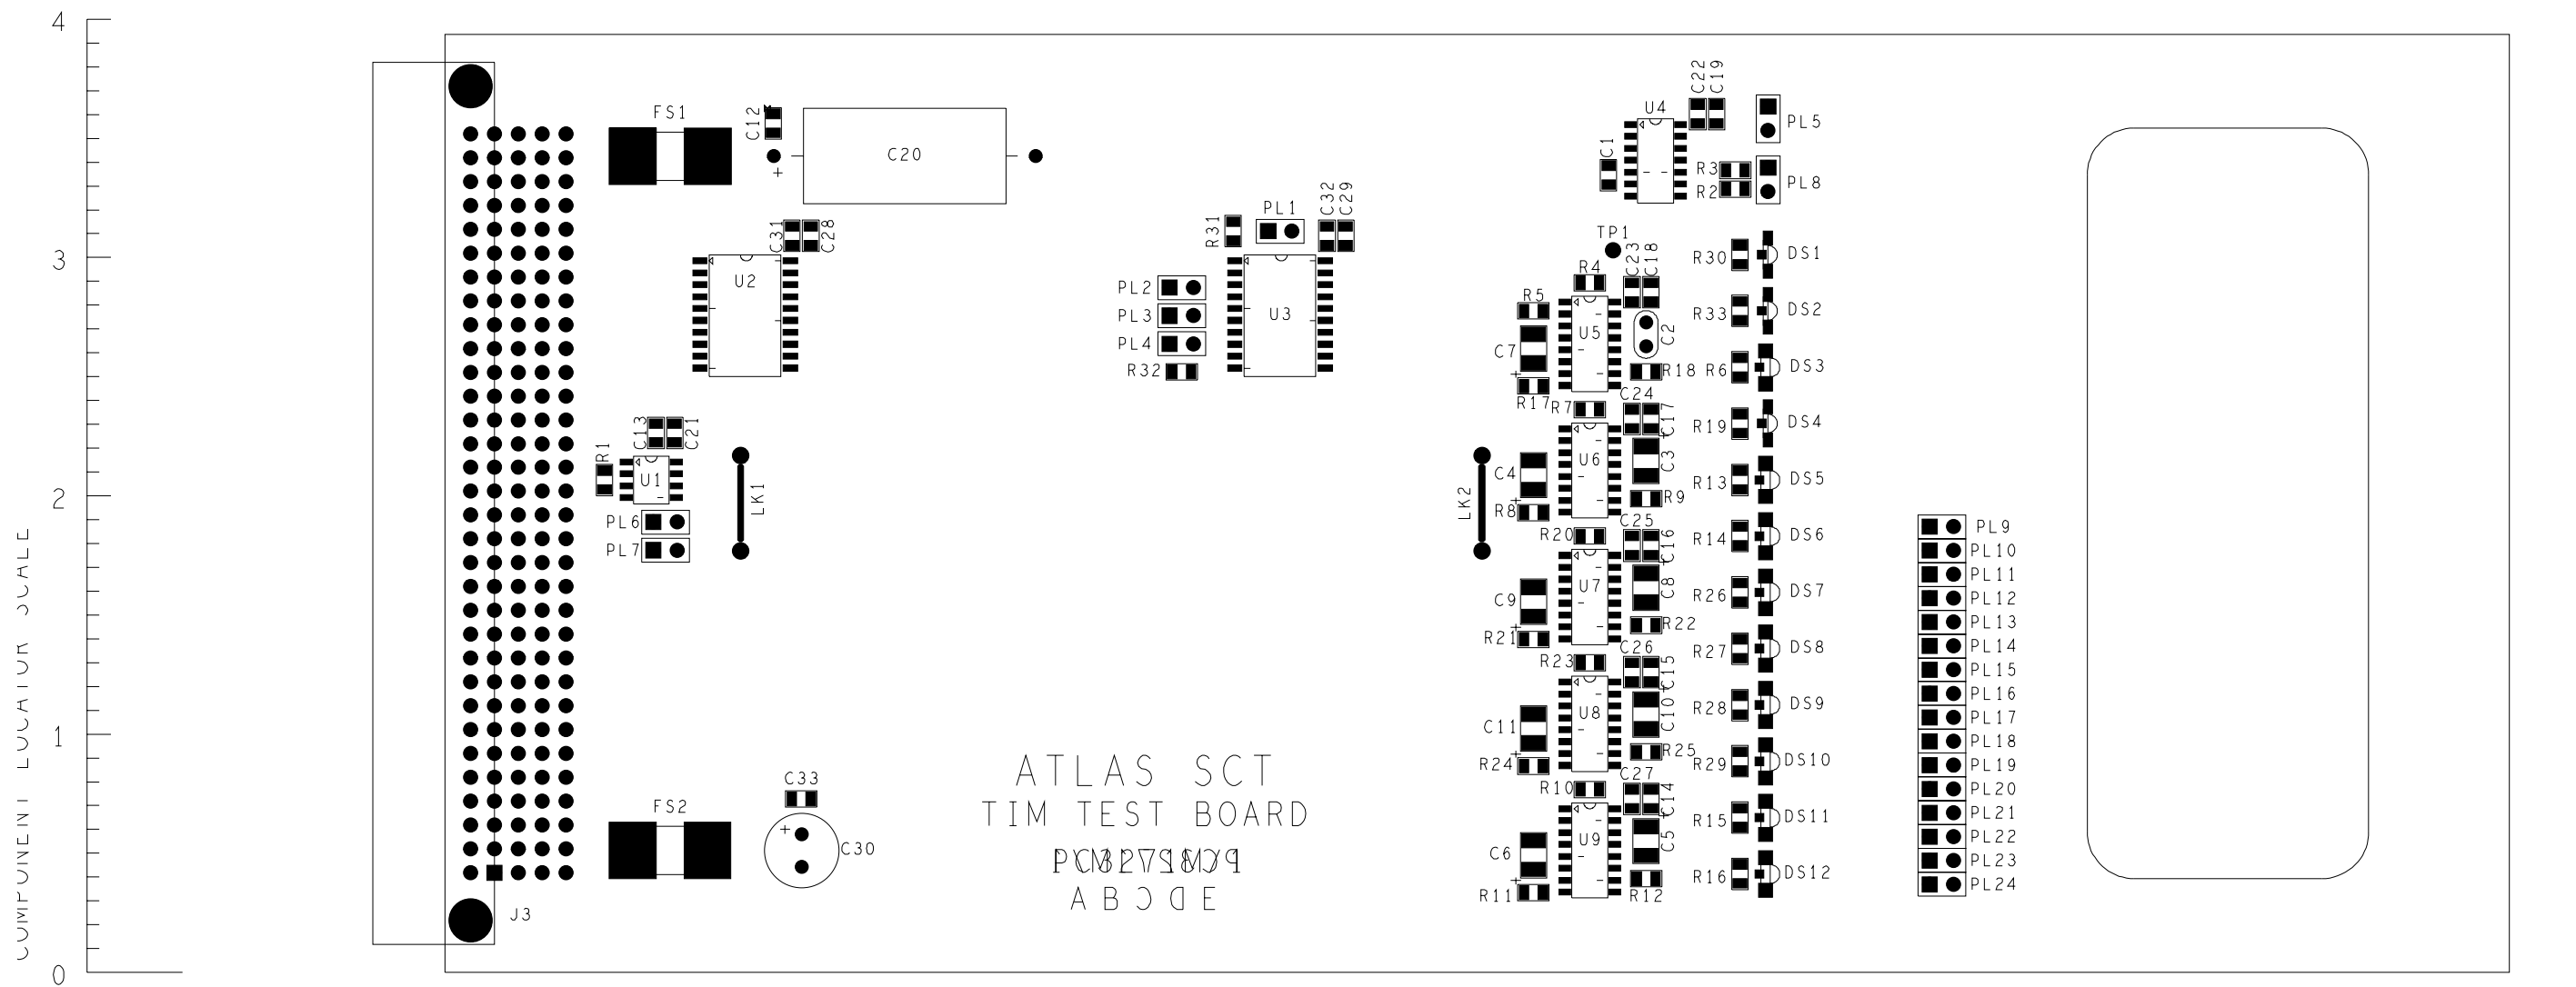 4
3
2
1
0
COMPONENT LOCATOR SCALE
J3
FS1
C12
+
C20
C31
C28
U2
C13
C21
R1
U1
PL6
PL7
LK1
C33
FS2
+
C30
R31
PL1
C32
C29
PL2
PL3
PL4
R32
U3
ATLAS SCT
TIM TEST BOARD
A B C D E
C22
C19
U4
C1
PL5
R3
R2
PL8
TP1
C23
C18
R4
R5
U5
C2
C7
+
R17
R18
R7
C24
C17
U6
C4
C3
+
R8
R9
LK2
R20
C25
C16
U7
C9
C8
+
R21
R22
R23
C26
C15
U8
C11
C10
+
R24
R25
R10
C27
C14
U9
C6
C5
+
R11
R12
R30 DS1
R33 DS2
R6 DS3
R19 DS4
R13 DS5
R14 DS6
R26 DS7
R27 DS8
R28 DS9
R29 DS10
R15 DS11
R16 DS12
PL9
PL10
PL11
PL12
PL13
PL14
PL15
PL16
PL17
PL18
PL19
PL20
PL21
PL22
PL23
PL24